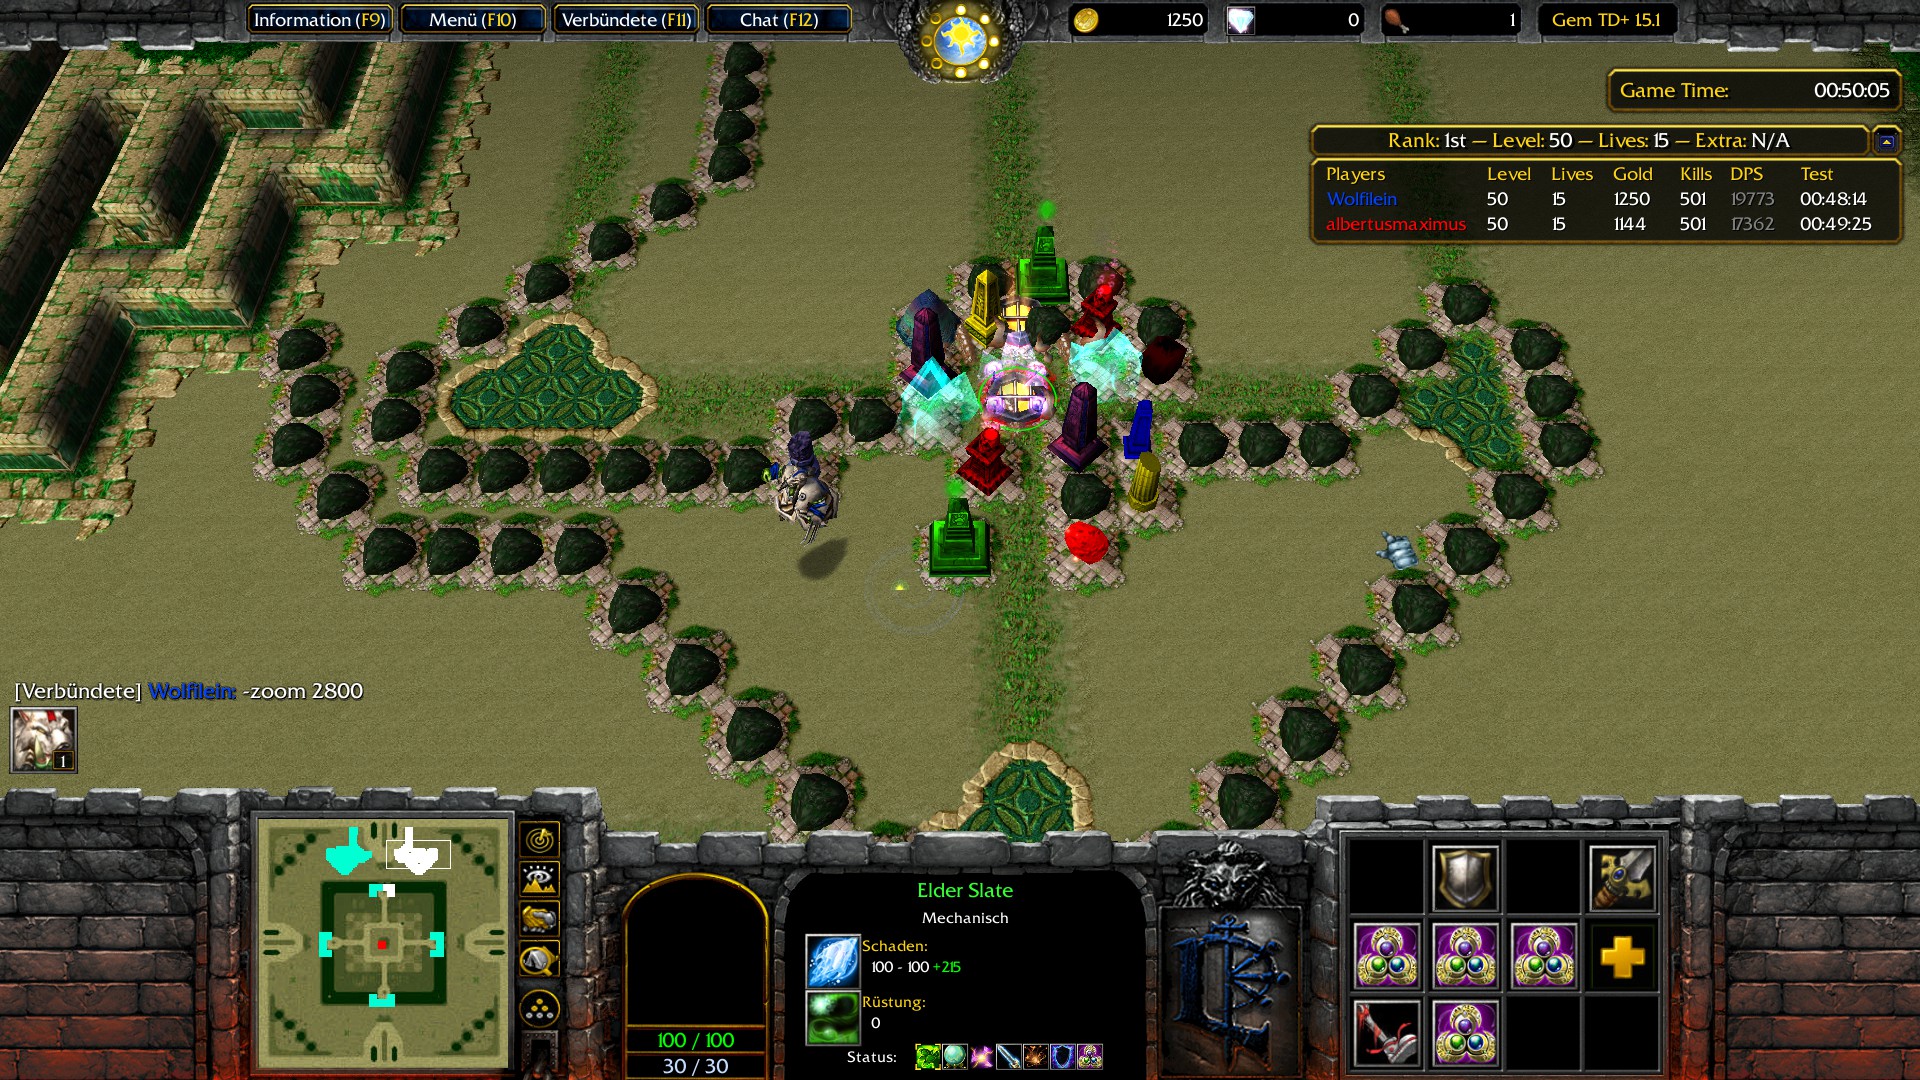 Information (F9) Menü (F10) Verbündete (F11) Chat (F12) 1250 0 1 Gem TD+ 15.1
Game Time: 00:50:05
Rank: 1st — Level: 50 — Lives: 15 — Extra: N/A
Players Level Lives Gold Kills DPS Test
Wolfilein 50 15 1250 501 19773 00:48:14
albertusmaximus 50 15 1144 501 17362 00:49:25
[Verbündete] Wolfilein: -zoom 2800
1
Elder Slate
Mechanisch
Schaden:
100 - 100 +215
Rüstung:
0
Status:
100 / 100
30 / 30